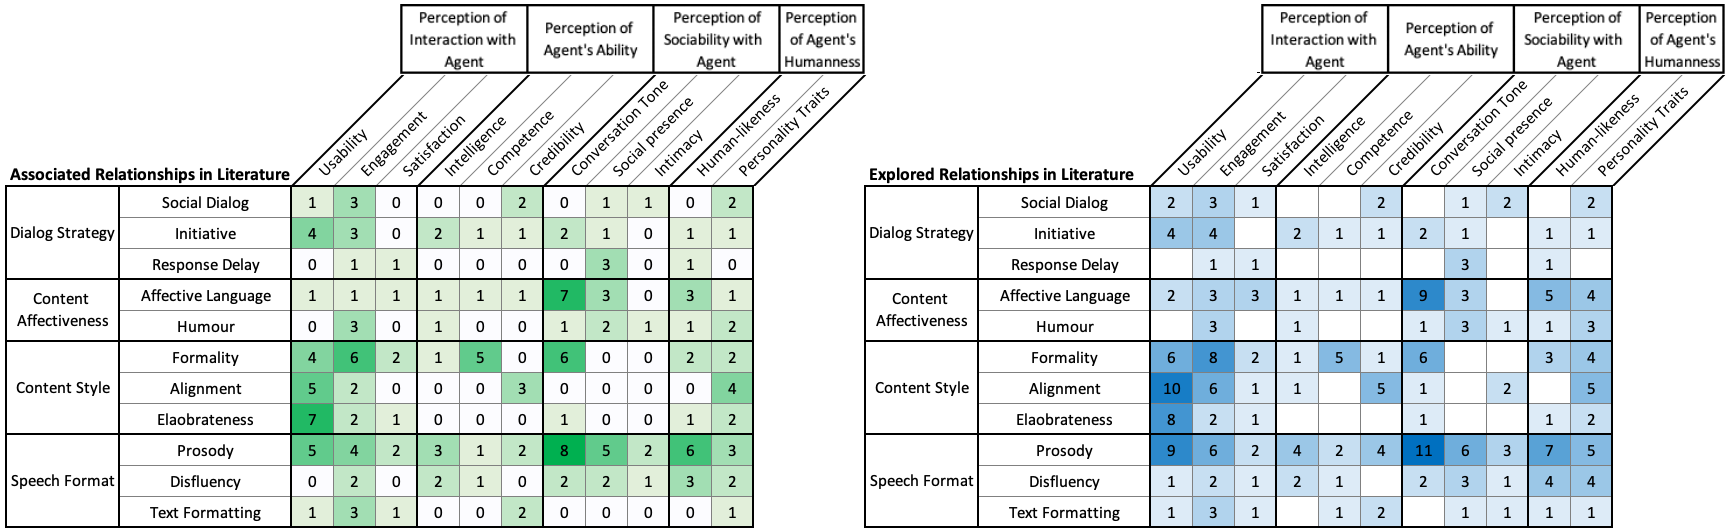 Perception of Interaction with Agent
Perception of Agent's Ability
Perception of Sociability with Agent
Perception of Agent's Humanness
Usability
Engagement
Satisfaction
Intelligence
Competence
Credibility
Conversation Tone
Social presence
Intimacy
Human-likeness
Personality Traits
Associated Relationships in Literature
Dialog Strategy
Social Dialog 1 3 0 0 0 2 0 1 1 0 2
Initiative 4 3 0 2 1 1 2 1 0 1 1
Response Delay 0 1 1 0 0 0 0 3 0 1 0
Content Affectiveness
Affective Language 1 1 1 1 1 1 7 3 0 3 1
Humour 0 3 0 1 0 0 1 2 1 1 2
Content Style
Formality 4 6 2 1 5 0 6 0 0 2 2
Alignment 5 2 0 0 0 3 0 0 0 0 4
Elaobrateness 7 2 1 0 0 0 1 0 0 1 2
Speech Format
Prosody 5 4 2 3 1 2 8 5 2 6 3
Disfluency 0 2 0 2 1 0 2 2 1 3 2
Text Formatting 1 3 1 0 0 2 0 0 0 0 1
Perception of Interaction with Agent
Perception of Agent's Ability
Perception of Sociability with Agent
Perception of Agent's Humanness
Usability
Engagement
Satisfaction
Intelligence
Competence
Credibility
Conversation Tone
Social presence
Intimacy
Human-likeness
Personality Traits
Explored Relationships in Literature
Dialog Strategy
Social Dialog 2 3 1 2 1 2 2
Initiative 4 4 2 1 1 2 1 1 1
Response Delay 1 1 3 1
Content Affectiveness
Affective Language 2 3 3 1 1 1 9 3 5 4
Humour 3 1 1 3 1 1 3
Content Style
Formality 6 8 2 1 5 1 6 3 4
Alignment 10 6 1 1 5 1 2 5
Elaobrateness 8 2 1 1 1 2
Speech Format
Prosody 9 6 2 4 2 4 11 6 3 7 5
Disfluency 1 2 1 2 1 2 3 1 4 4
Text Formatting 1 3 1 1 2 1 1 1 1